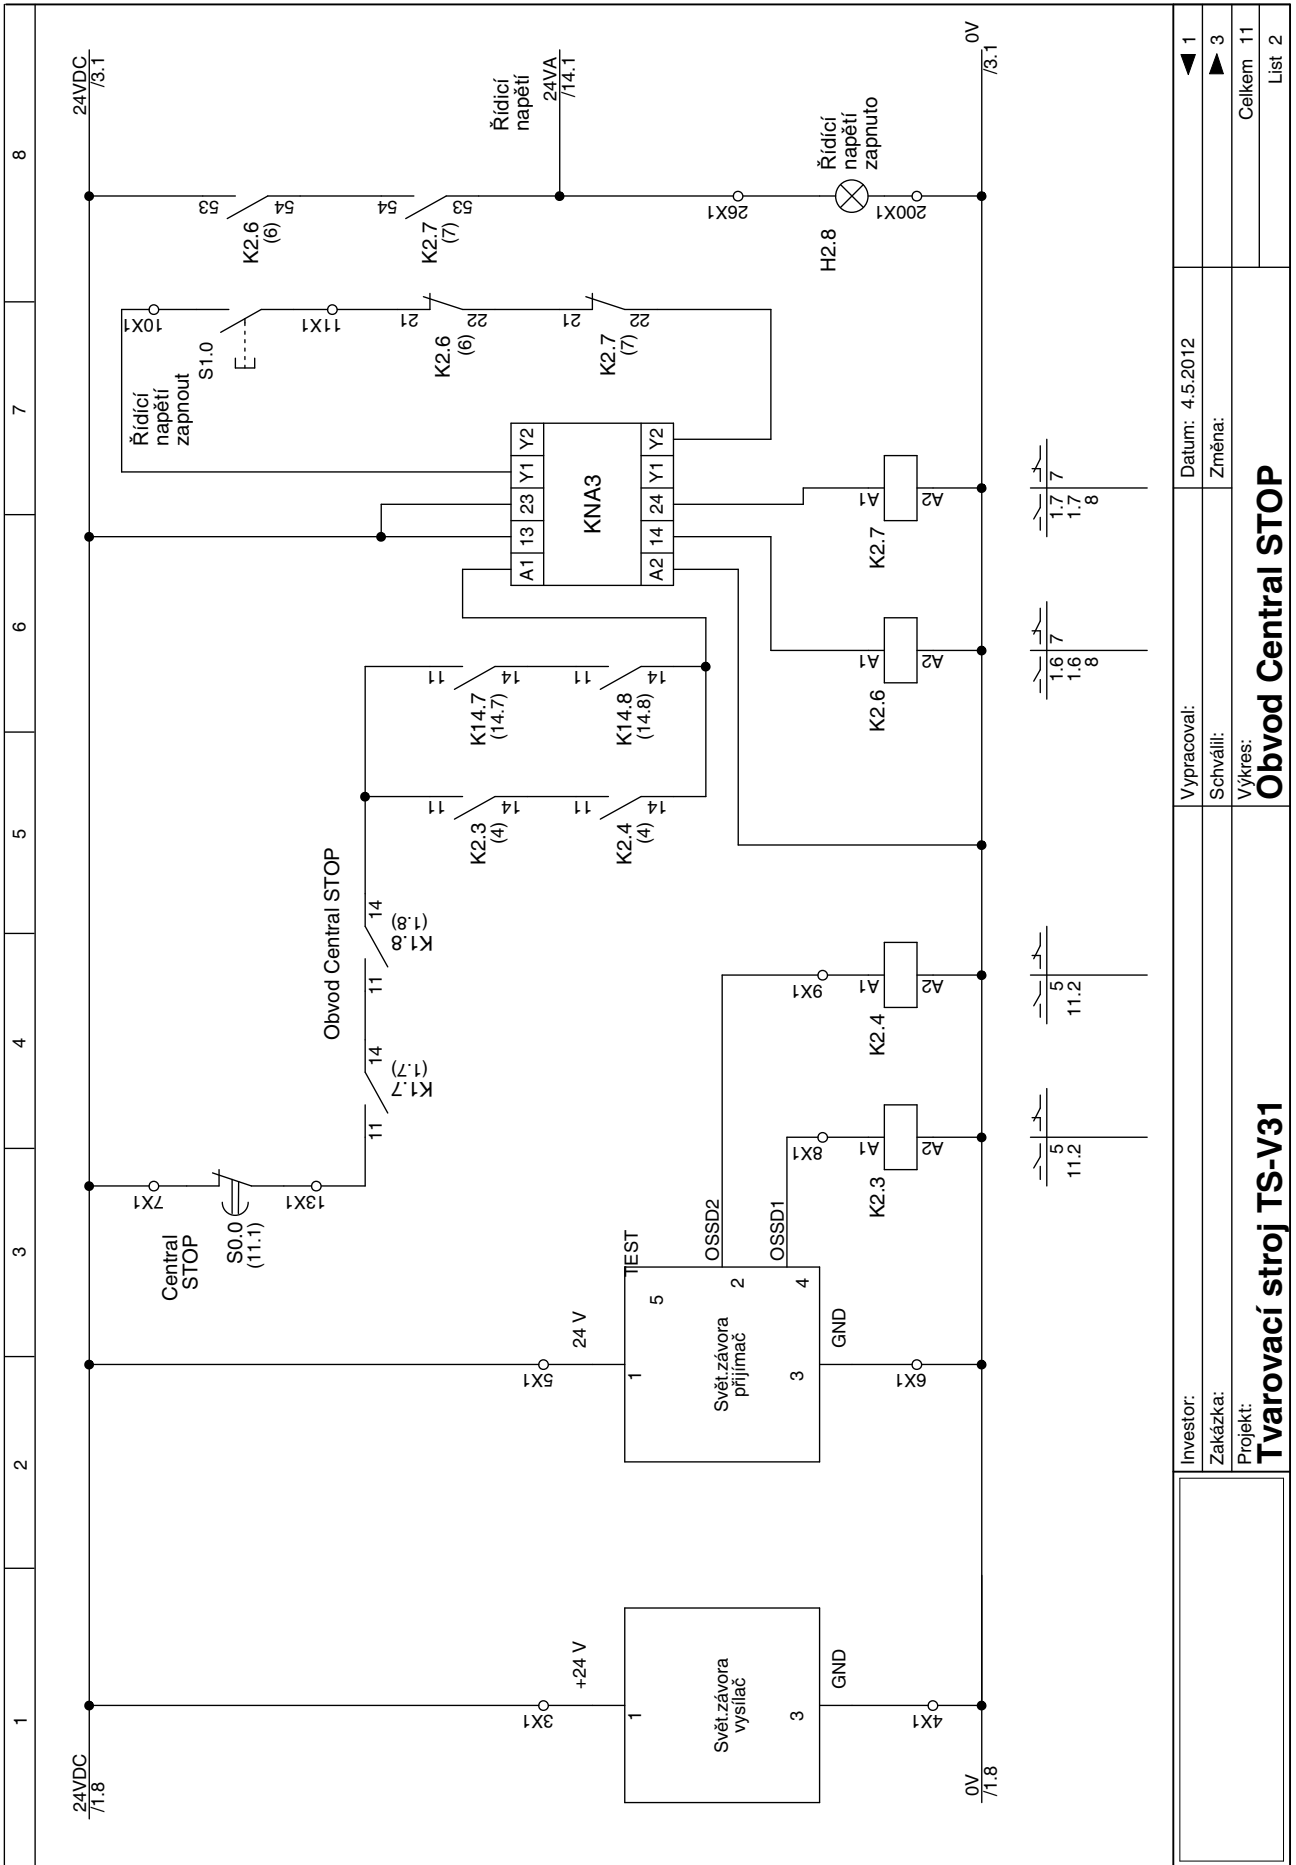 1
2
3
4
5
6
7
8
24VDC
/1.8
24VDC
/3.1
3X1
+24 V
1
Svět.závora
vysílač
3
GND
4X1
0V
/1.8
5X1
24 V
1
Svět.závora
přijímač
3
GND
6X1
5
TEST
2
OSSD2
4
OSSD1
7X1
Central
STOP
S0.0
(11.1)
13X1
11
14
K1.7
(1.7)
Obvod Central STOP
11
14
K1.8
(1.8)
8X1
A1
K2.3
A2
5
11.2
9X1
A1
K2.4
A2
5
11.2
11
K2.3
(4)
14
11
K2.4
(4)
14
11
K14.7
(14.7)
14
11
K14.8
(14.8)
14
A1
13
23
Y1
Y2
KNA3
A2
14
24
Y1
Y2
A1
K2.6
A2
1.6
1.6
8
7
A1
K2.7
A2
1.7
1.7
8
7
Řídící
napětí
zapnout
10X1
S1.0
11X1
21
K2.6
(6)
22
21
K2.7
(7)
22
53
K2.6
(6)
54
54
K2.7
(7)
53
Řídicí
napětí
24VA
/14.1
26X1
H2.8
Řídící
napětí
zapnuto
200X1
0V
/3.1
Investor:
Zakázka:
Projekt:
Tvarovací stroj TS-V31
Vypracoval:
Schválil:
Výkres:
Obvod Central STOP
Datum: 4.5.2012
Změna:
◀ 1
▶ 3
Celkem 11
List 2